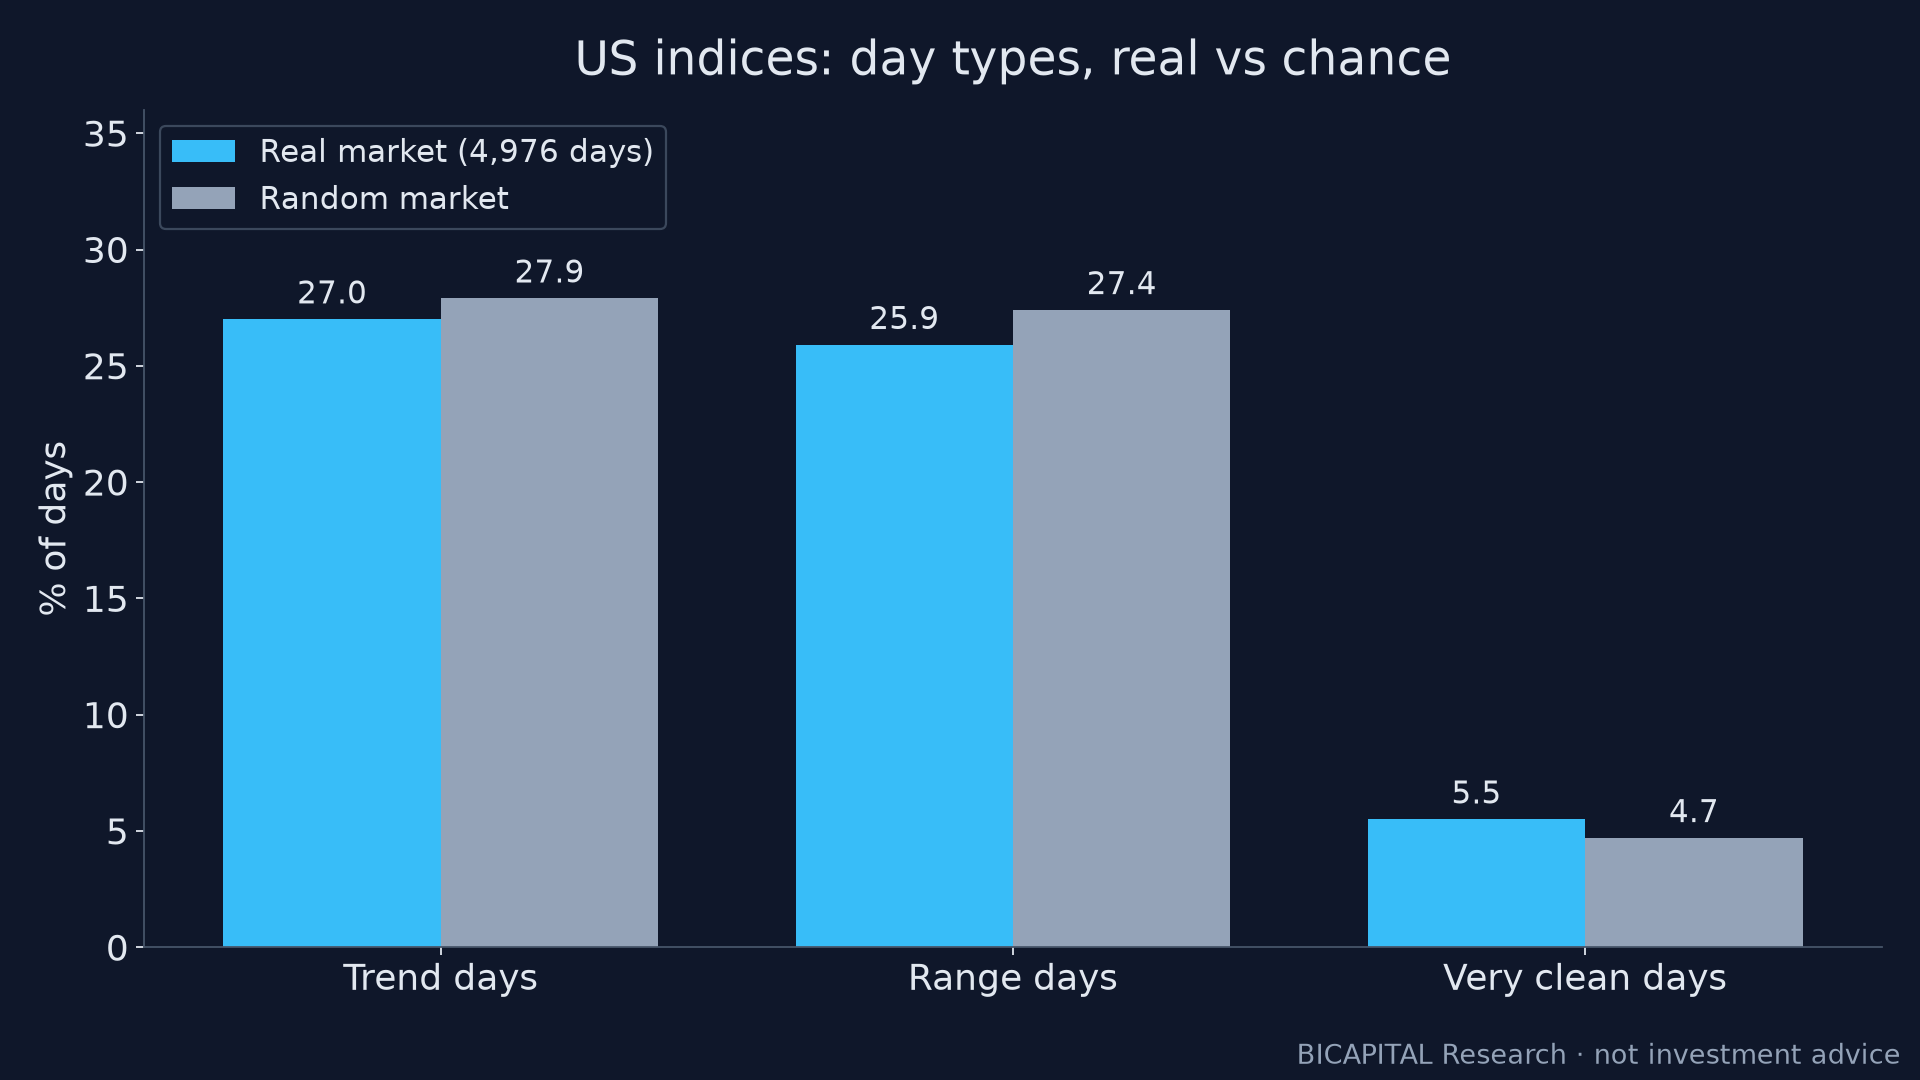 US indices: day types, real vs chance
Real market (4,976 days)
Random market
% of days
35
30
25
20
15
10
5
0
27.0
27.9
25.9
27.4
5.5
4.7
Trend days
Range days
Very clean days
BICAPITAL Research · not investment advice